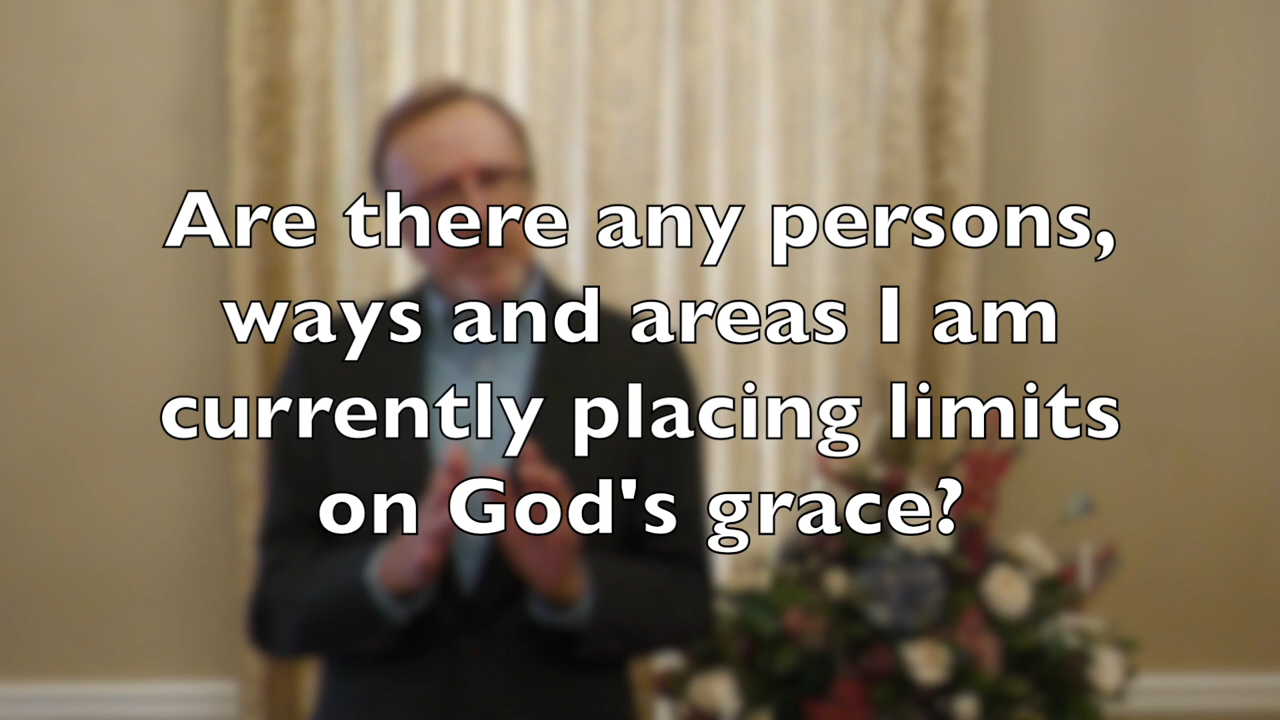 Are there any persons,
ways and areas I am
currently placing limits
on God's grace?